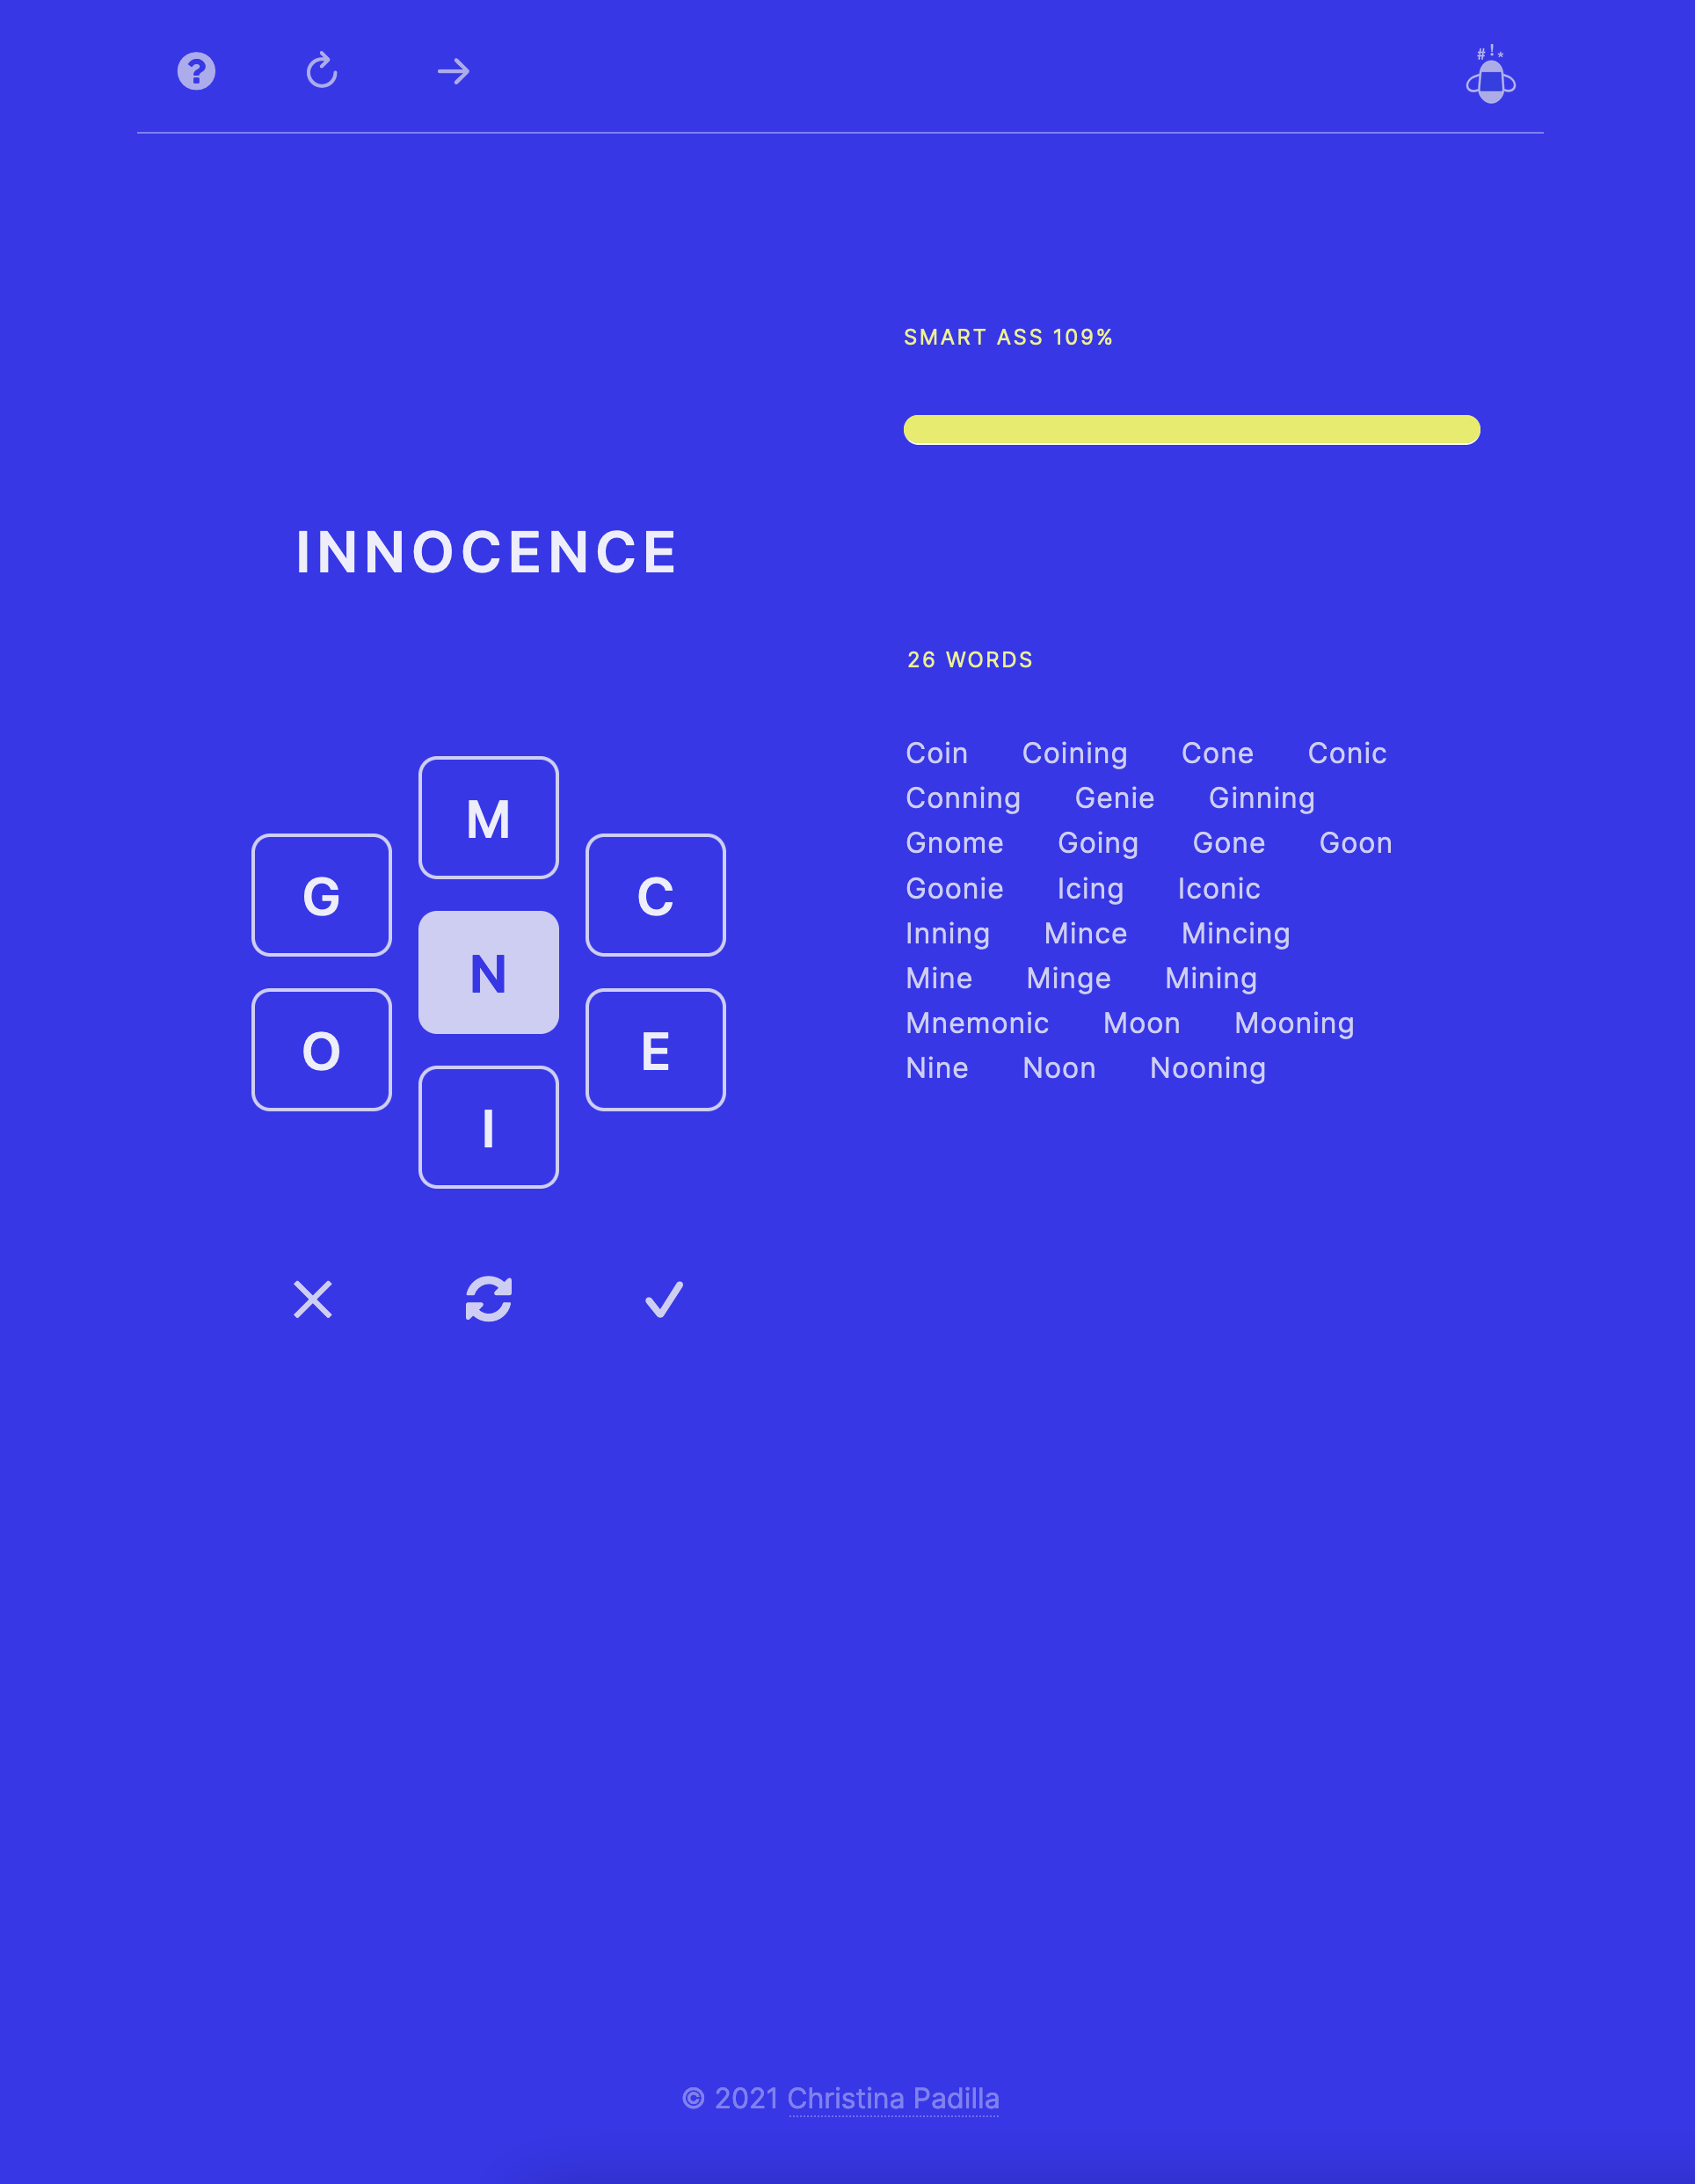 #!*
SMART ASS 109%
INNOCENCE
26 WORDS
Coin Coining Cone Conic
Conning Genie Ginning
Gnome Going Gone Goon
Goonie Icing Iconic
Inning Mince Mincing
Mine Minge Mining
Mnemonic Moon Mooning
Nine Noon Nooning
M
G C
N
O E
I
© 2021 Christina Padilla